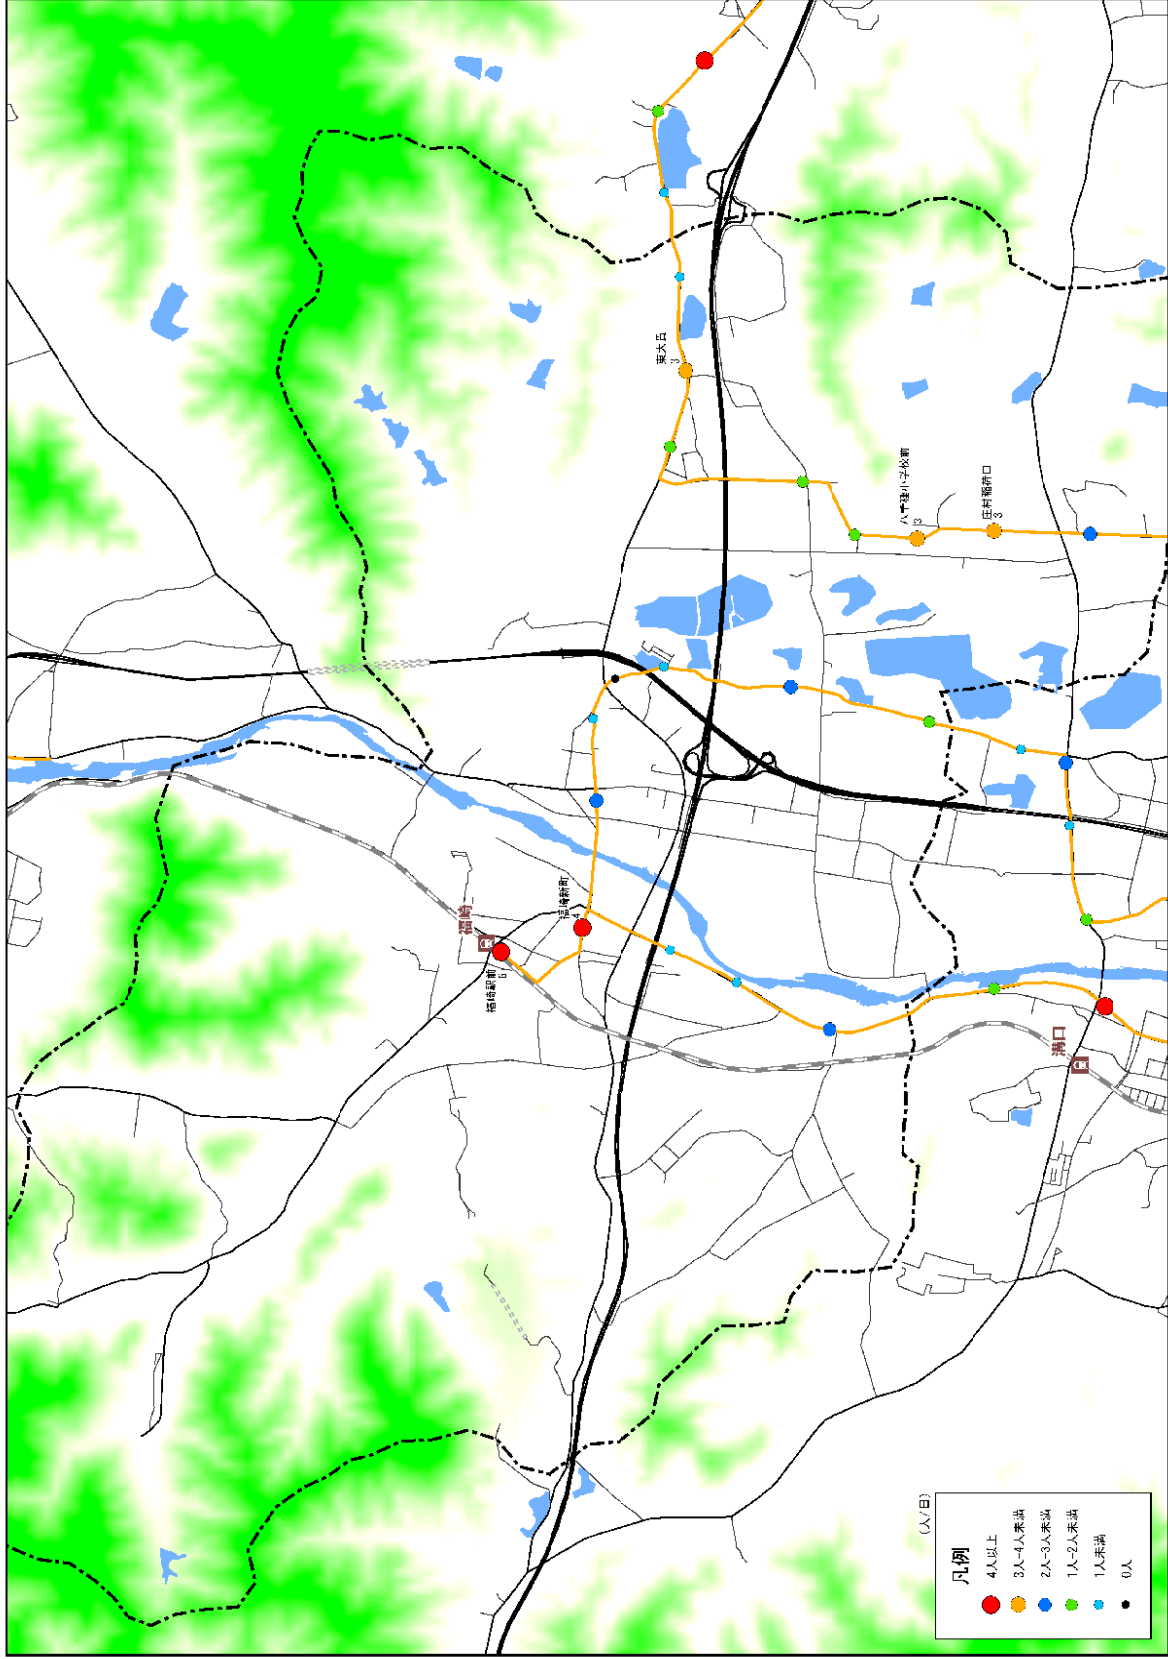 東大呂
3
八千種小学校前
3
庄村稲荷口
3
福崎
福崎駅前
5
福崎新町
4
溝口
(人/日)
凡例
4人以上
3人-4人未満
2人-3人未満
1人-2人未満
1人未満
0人